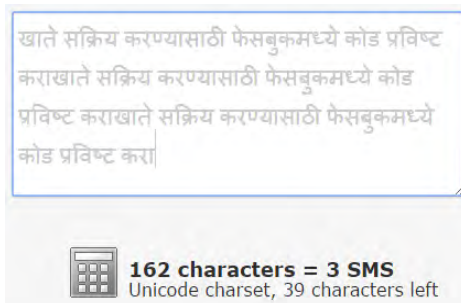 खाते सक्रिय करण्यासाठी फेसबुकमध्ये कोड प्रविष्ट
कराखाते सक्रिय करण्यासाठी फेसबुकमध्ये कोड
प्रविष्ट कराखाते सक्रिय करण्यासाठी फेसबुकमध्ये
कोड प्रविष्ट करा
162 characters = 3 SMS
Unicode charset, 39 characters left